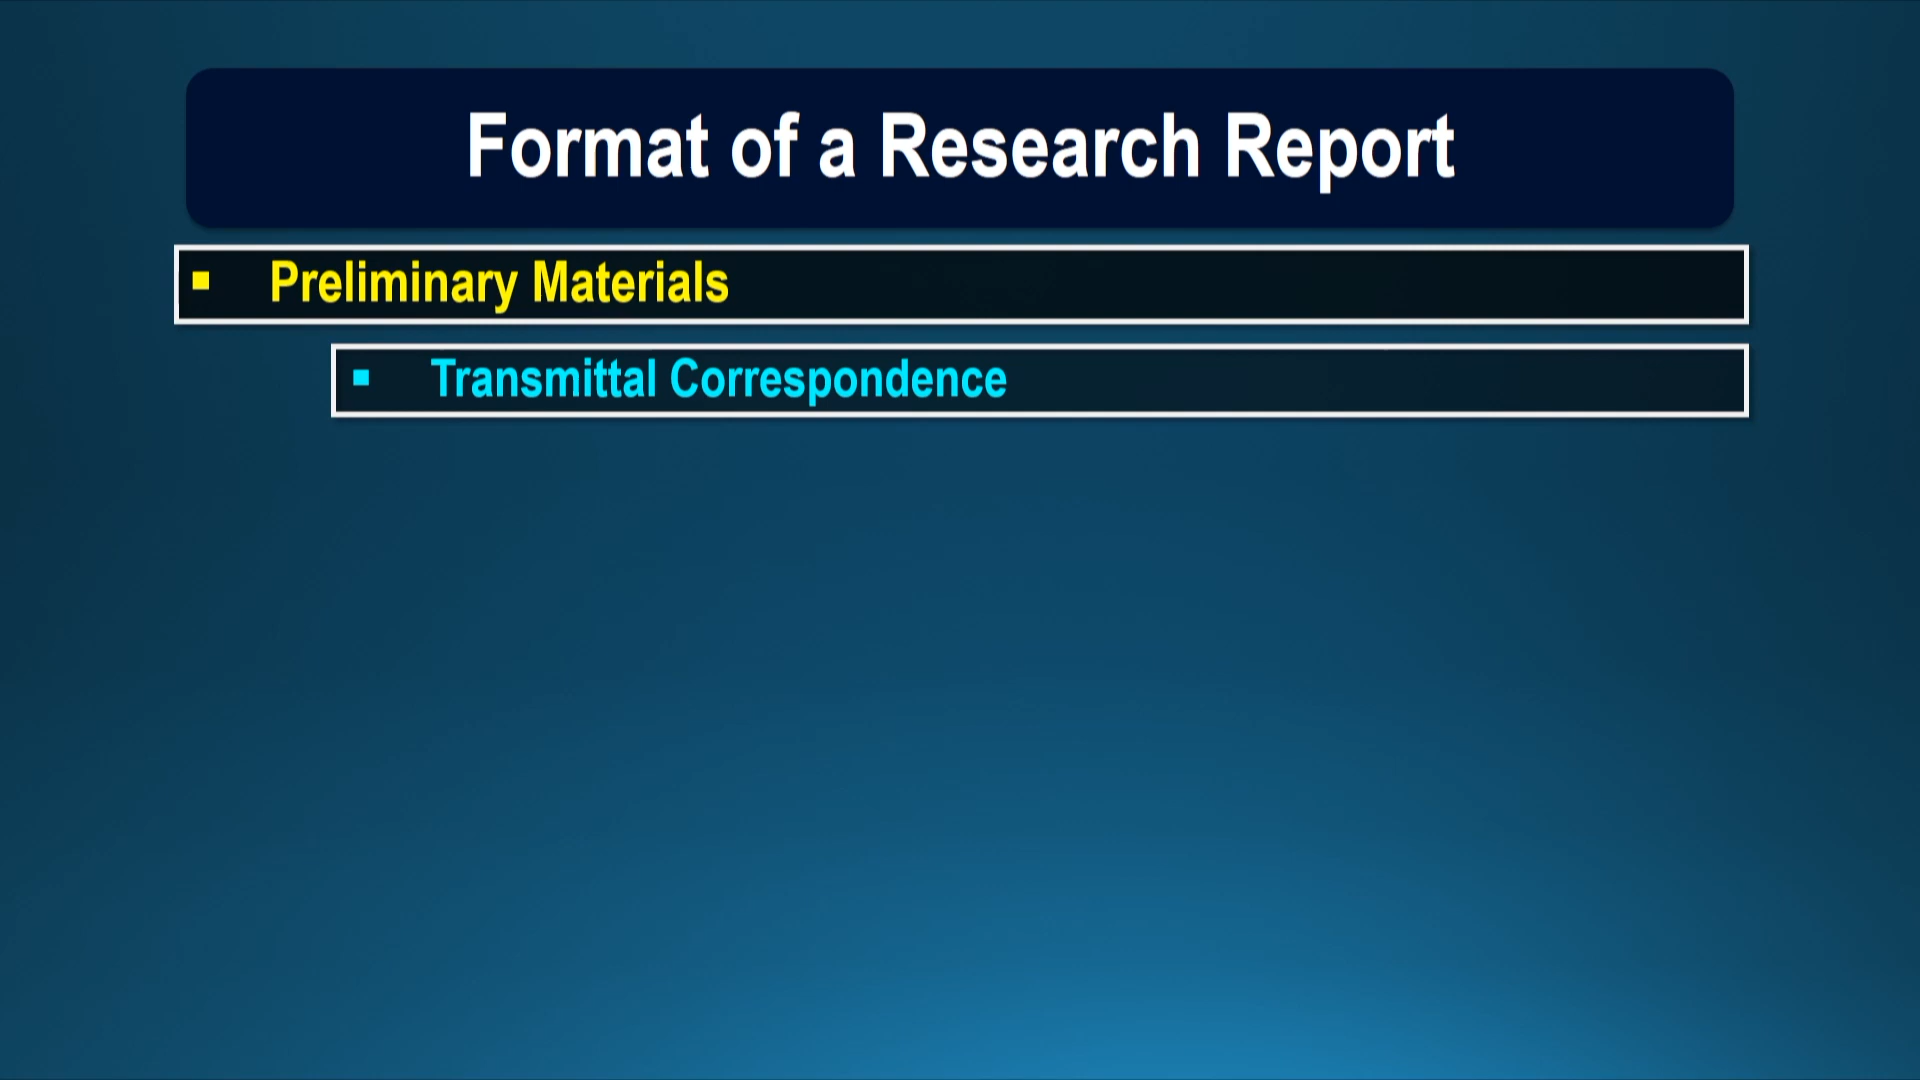 Format of a Research Report
▪ Preliminary Materials
▪ Transmittal Correspondence